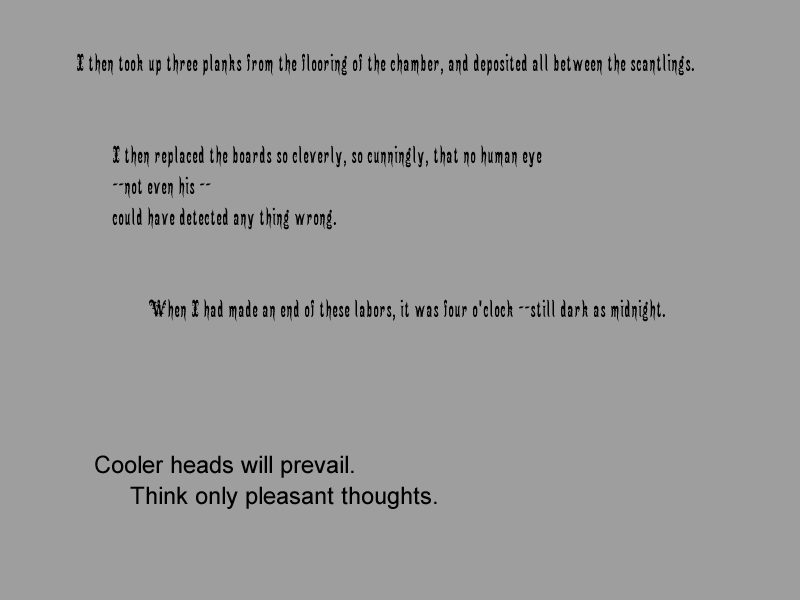 I then took up three planks from the flooring of the chamber, and deposited all between the scantlings.
I then replaced the boards so cleverly, so cunningly, that no human eye
--not even his --
could have detected any thing wrong.
When I had made an end of these labors, it was four o'clock --still dark as midnight.
Cooler heads will prevail.
Think only pleasant thoughts.